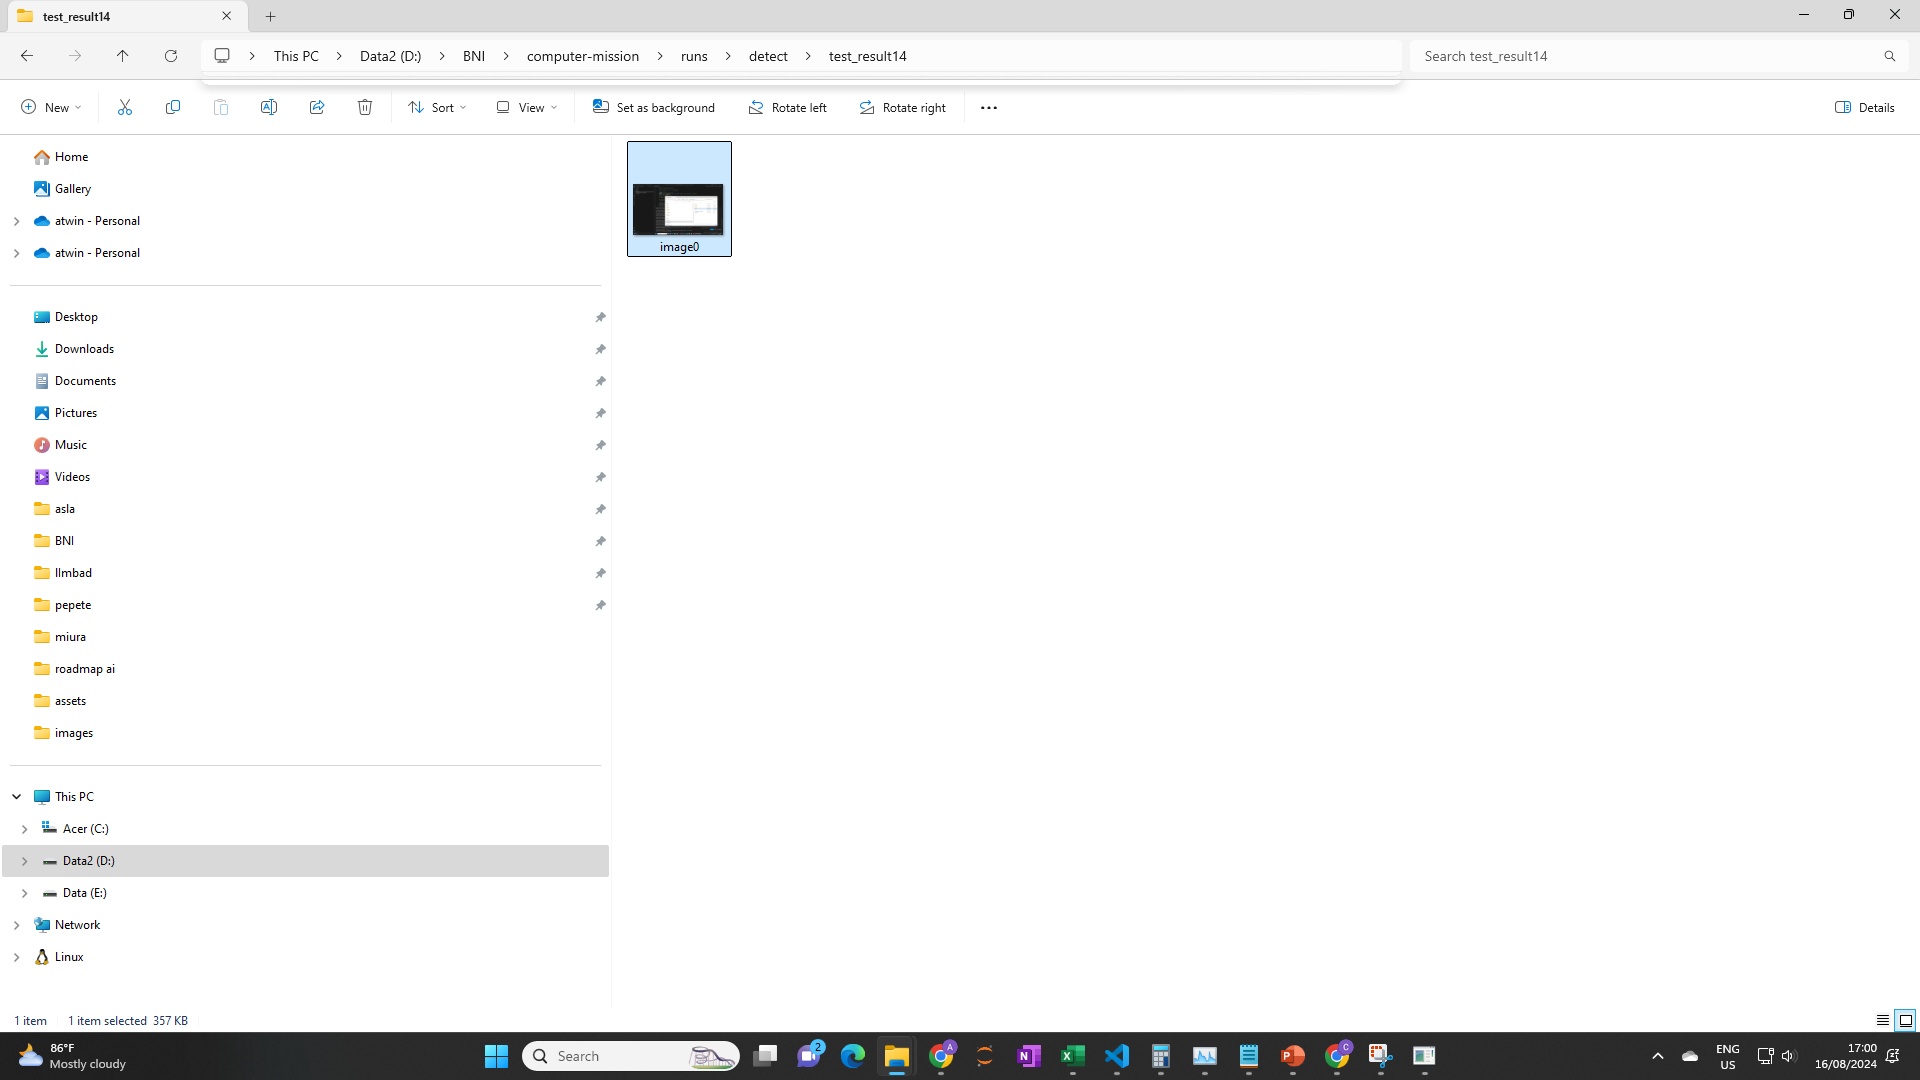 test_result14
This PC
Data2 (D:)
BNI
computer-mission
runs
detect
test_result14
Search test_result14
New
Sort
View
Set as background
Rotate left
Rotate right
Details
Home
Gallery
atwin - Personal
atwin - Personal
Desktop
Downloads
Documents
Pictures
Music
Videos
asla
BNI
llmbad
pepete
miura
roadmap ai
assets
images
This PC
Acer (C:)
Data2 (D:)
Data (E:)
Network
Linux
image0
1 item
1 item selected 357 KB
86°F
Mostly cloudy
Search
2
A
C
ENG
US
17:00
16/08/2024